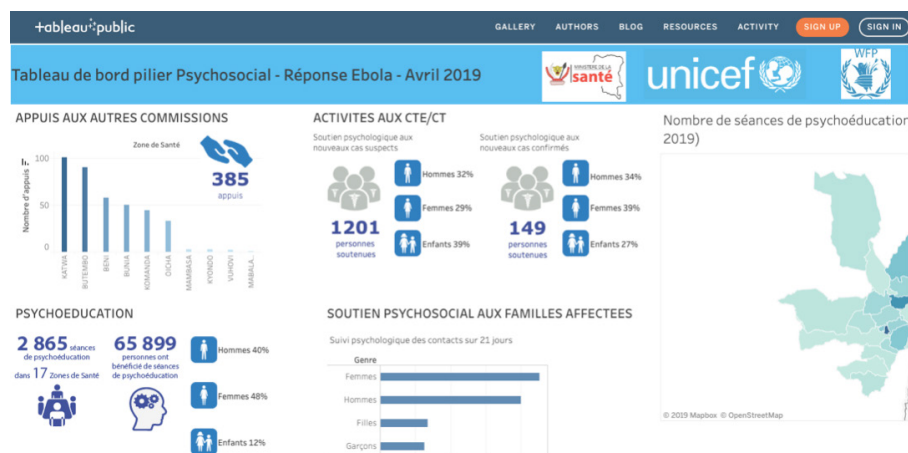 +ableau:public
GALLERY AUTHORS BLOG RESOURCES ACTIVITY SIGN UP SIGN IN
Tableau de bord pilier Psychosocial - Réponse Ebola - Avril 2019
MINISTÈRE DE LA
santé
unicef
WFP
APPUIS AUX AUTRES COMMISSIONS
Zone de Santé
Nombre d'appuis
100
50
0
385
appuis
KATWA
BUTEMBO
BENI
BUNIA
KOMANDA
OICHA
MAMBASA
KYONDO
VUHOVI
MABALA..
ACTIVITES AUX CTE/CT
Soutien psychologique aux
nouveaux cas suspects
1201
personnes
soutenues
Hommes 32%
Femmes 29%
Enfants 39%
Soutien psychologique aux
nouveaux cas confirmés
149
personnes
soutenues
Hommes 34%
Femmes 39%
Enfants 27%
Nombre de séances de psychoéducation
2019)
© 2019 Mapbox © OpenStreetMap
PSYCHOEDUCATION
2 865 séances
de psychoéducation
dans 17 Zones de Santé
65 899
personnes ont
bénéficié de séances
de psychoéducation
Hommes 40%
Femmes 48%
Enfants 12%
SOUTIEN PSYCHOSOCIAL AUX FAMILLES AFFECTEES
Suivi psychologique des contacts sur 21 jours
Genre
Femmes
Hommes
Filles
Garçons